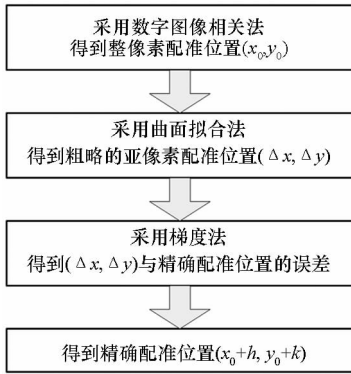 采用数字图像相关法
得到整像素配准位置(x₀,y₀)
采用曲面拟合法
得到粗略的亚像素配准位置(Δx, Δy)
采用梯度法
得到(Δx, Δy)与精确配准位置的误差
得到精确配准位置(x₀+h, y₀+k)